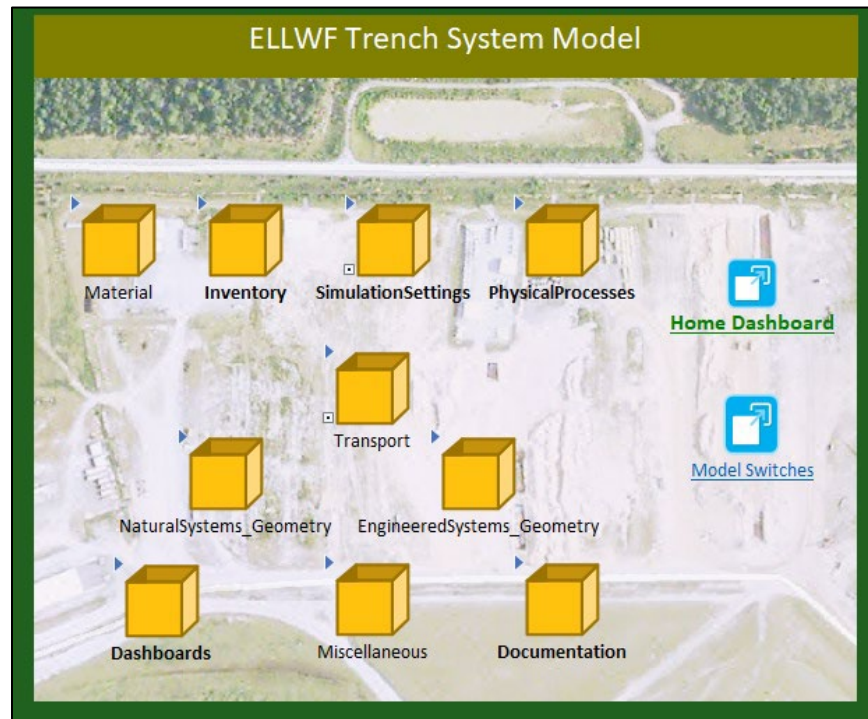 ELLWF Trench System Model
Material
Inventory
SimulationSettings
PhysicalProcesses
Home Dashboard
Transport
Model Switches
NaturalSystems_Geometry
EngineeredSystems_Geometry
Dashboards
Miscellaneous
Documentation